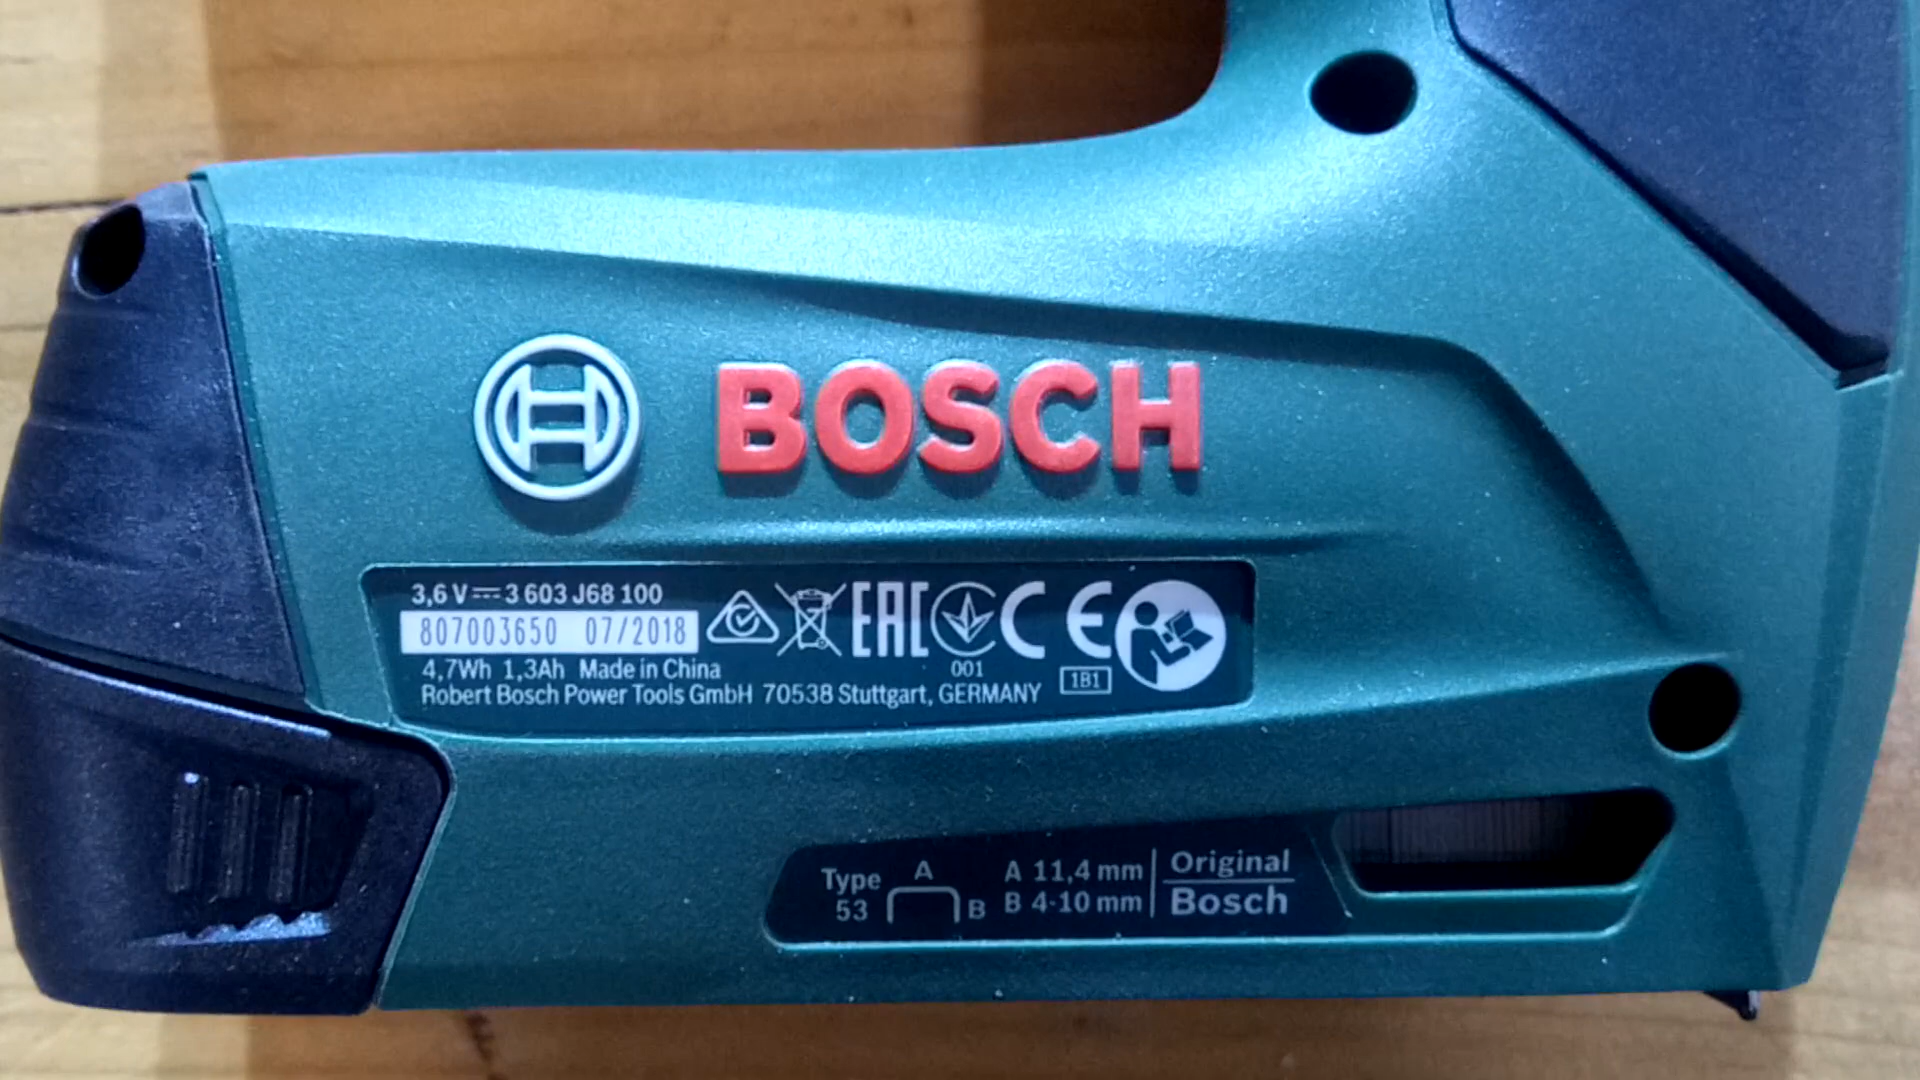 BOSCH
3,6 V 3 603 J68 100
807003650 07/2018
4,7Wh 1,3Ah Made in China
Robert Bosch Power Tools GmbH 70538 Stuttgart, GERMANY
EAC
001
CE
1B1
Type
53
A
B
A 11,4 mm
B 4-10 mm
Original
Bosch